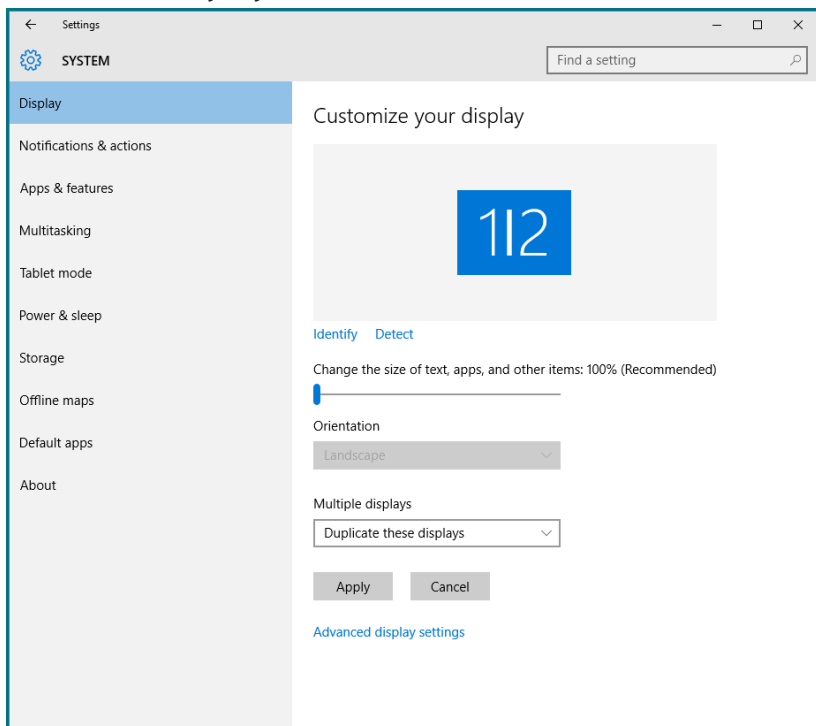 Settings
SYSTEM
Find a setting
Display
Notifications & actions
Apps & features
Multitasking
Tablet mode
Power & sleep
Storage
Offline maps
Default apps
About
Customize your display
1|2
Identify Detect
Change the size of text, apps, and other items: 100% (Recommended)
Orientation
Landscape
Multiple displays
Duplicate these displays
Apply Cancel
Advanced display settings